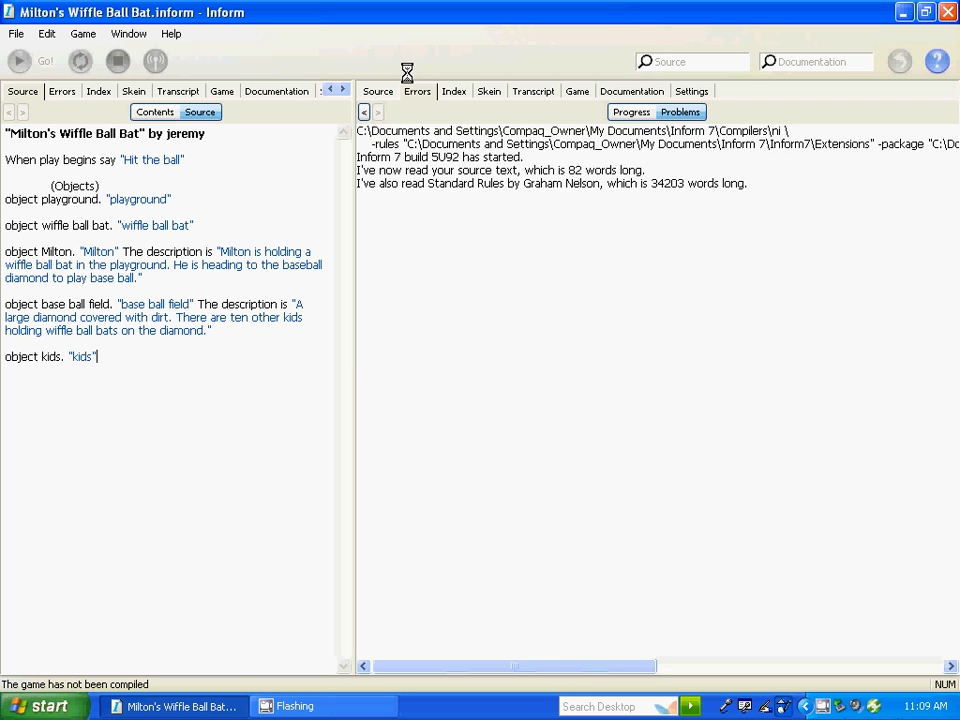 Milton's Wiffle Ball Bat.inform - Inform
File Edit Game Window Help
Go! Source Documentation
Source Errors Index Skein Transcript Game Documentation
Source Errors Index Skein Transcript Game Documentation Settings
Contents Source
Progress Problems
"Milton's Wiffle Ball Bat" by jeremy
When play begins say "Hit the ball"
(Objects)
object playground. "playground"
object wiffle ball bat. "wiffle ball bat"
object Milton. "Milton" The description is "Milton is holding a
wiffle ball bat in the playground. He is heading to the baseball
diamond to play base ball."
object base ball field. "base ball field" The description is "A
large diamond covered with dirt. There are ten other kids
holding wiffle ball bats on the diamond."
object kids. "kids"
C:\Documents and Settings\Compaq_Owner\My Documents\Inform 7\Compilers\ni \
-rules "C:\Documents and Settings\Compaq_Owner\My Documents\Inform 7\Inform7\Extensions" -package "C:\Dc
Inform 7 build 5U92 has started.
I've now read your source text, which is 82 words long.
I've also read Standard Rules by Graham Nelson, which is 34203 words long.
The game has not been compiled NUM
start Milton's Wiffle Ball Bat... Flashing Search Desktop 11:09 AM